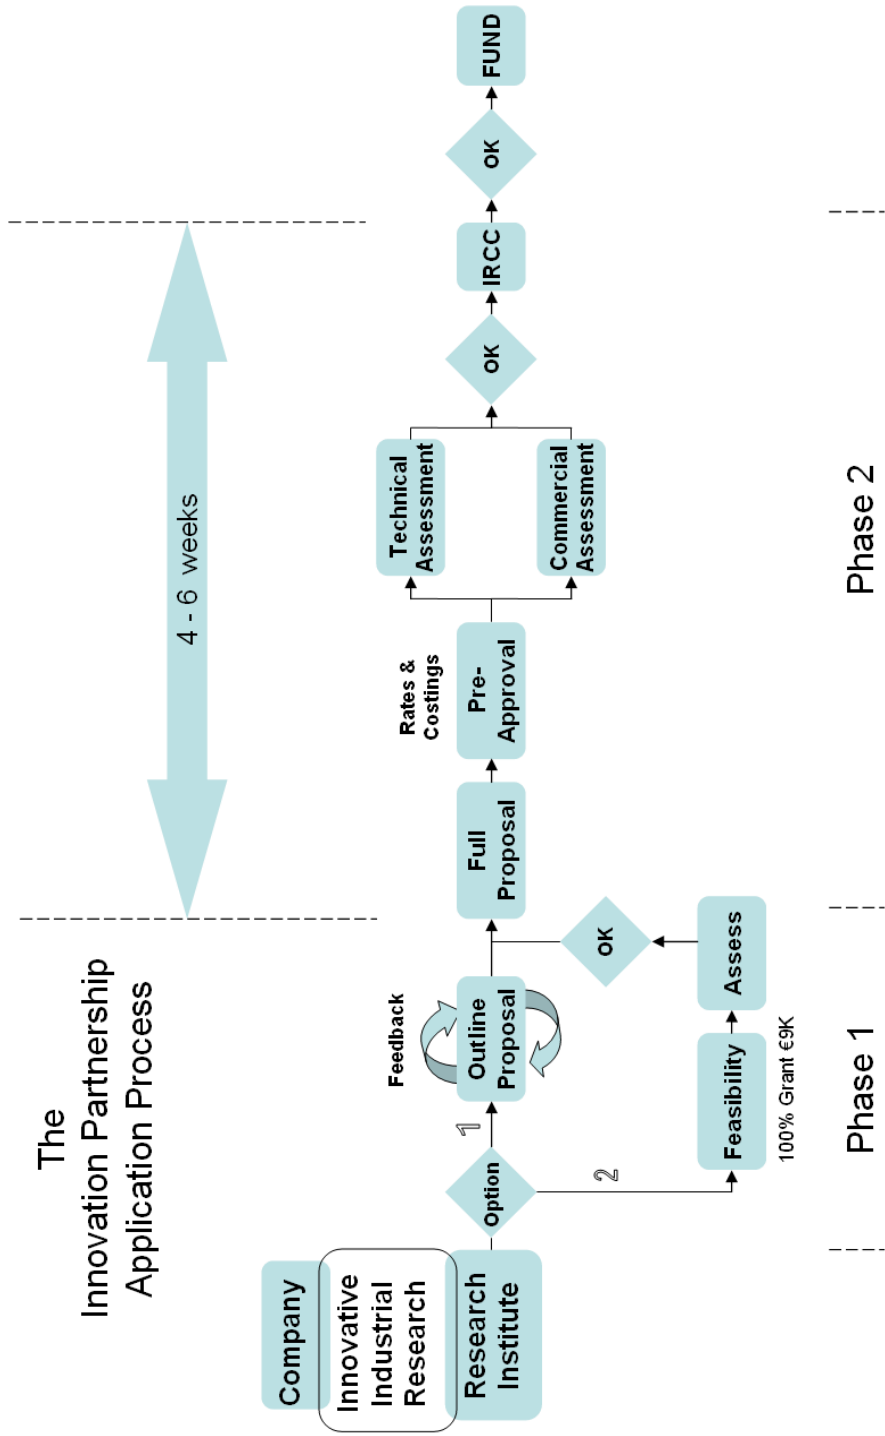 The
Innovation Partnership
Application Process
4 - 6 weeks
Company
Innovative
Industrial
Research
Research
Institute
Option
1
2
Feedback
Outline
Proposal
Feasibility
100% Grant €9K
Assess
OK
Full
Proposal
Rates &
Costings
Pre-
Approval
Technical
Assessment
Commercial
Assessment
OK
IRCC
OK
FUND
Phase 1
Phase 2